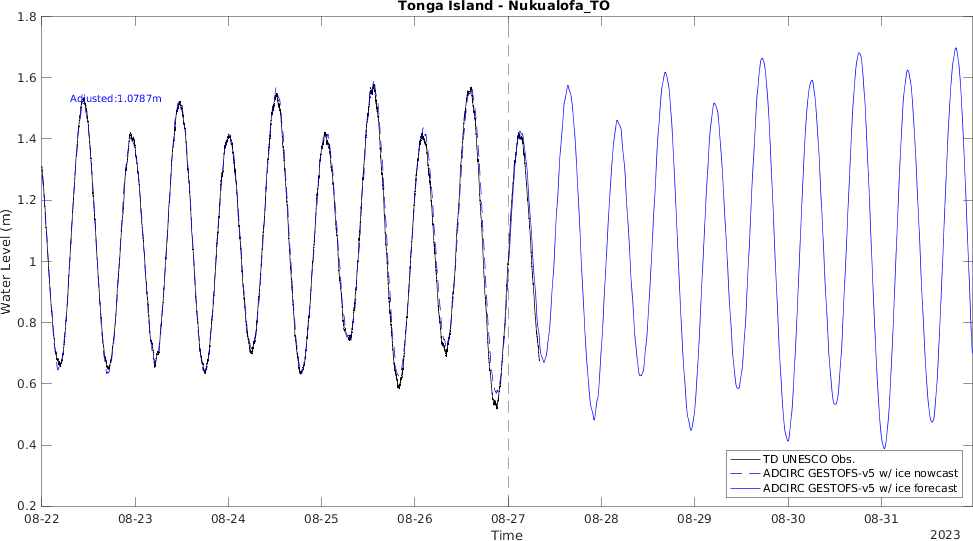 Tonga Island - Nukualofa_TO
1.8
1.6
Adjusted:1.0787m
1.4
1.2
1
0.8
0.6
0.4
0.2
Water Level (m)
TD UNESCO Obs.
ADCIRC GESTOFS-v5 w/ ice nowcast
ADCIRC GESTOFS-v5 w/ ice forecast
08-22 08-23 08-24 08-25 08-26 08-27 08-28 08-29 08-30 08-31
Time
2023